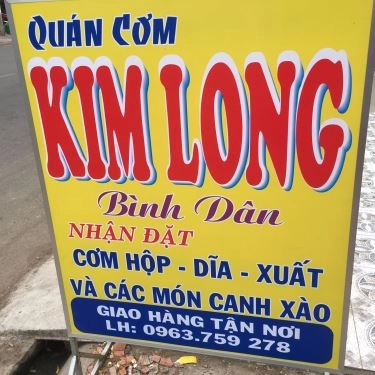 QUÁN CƠM
KIM LONG
Bình Dân
NHẬN ĐẶT
CƠM HỘP - DĨA - XUẤT
VÀ CÁC MÓN CANH XÀO
GIAO HÀNG TẬN NƠI
LH: 0963.759 278